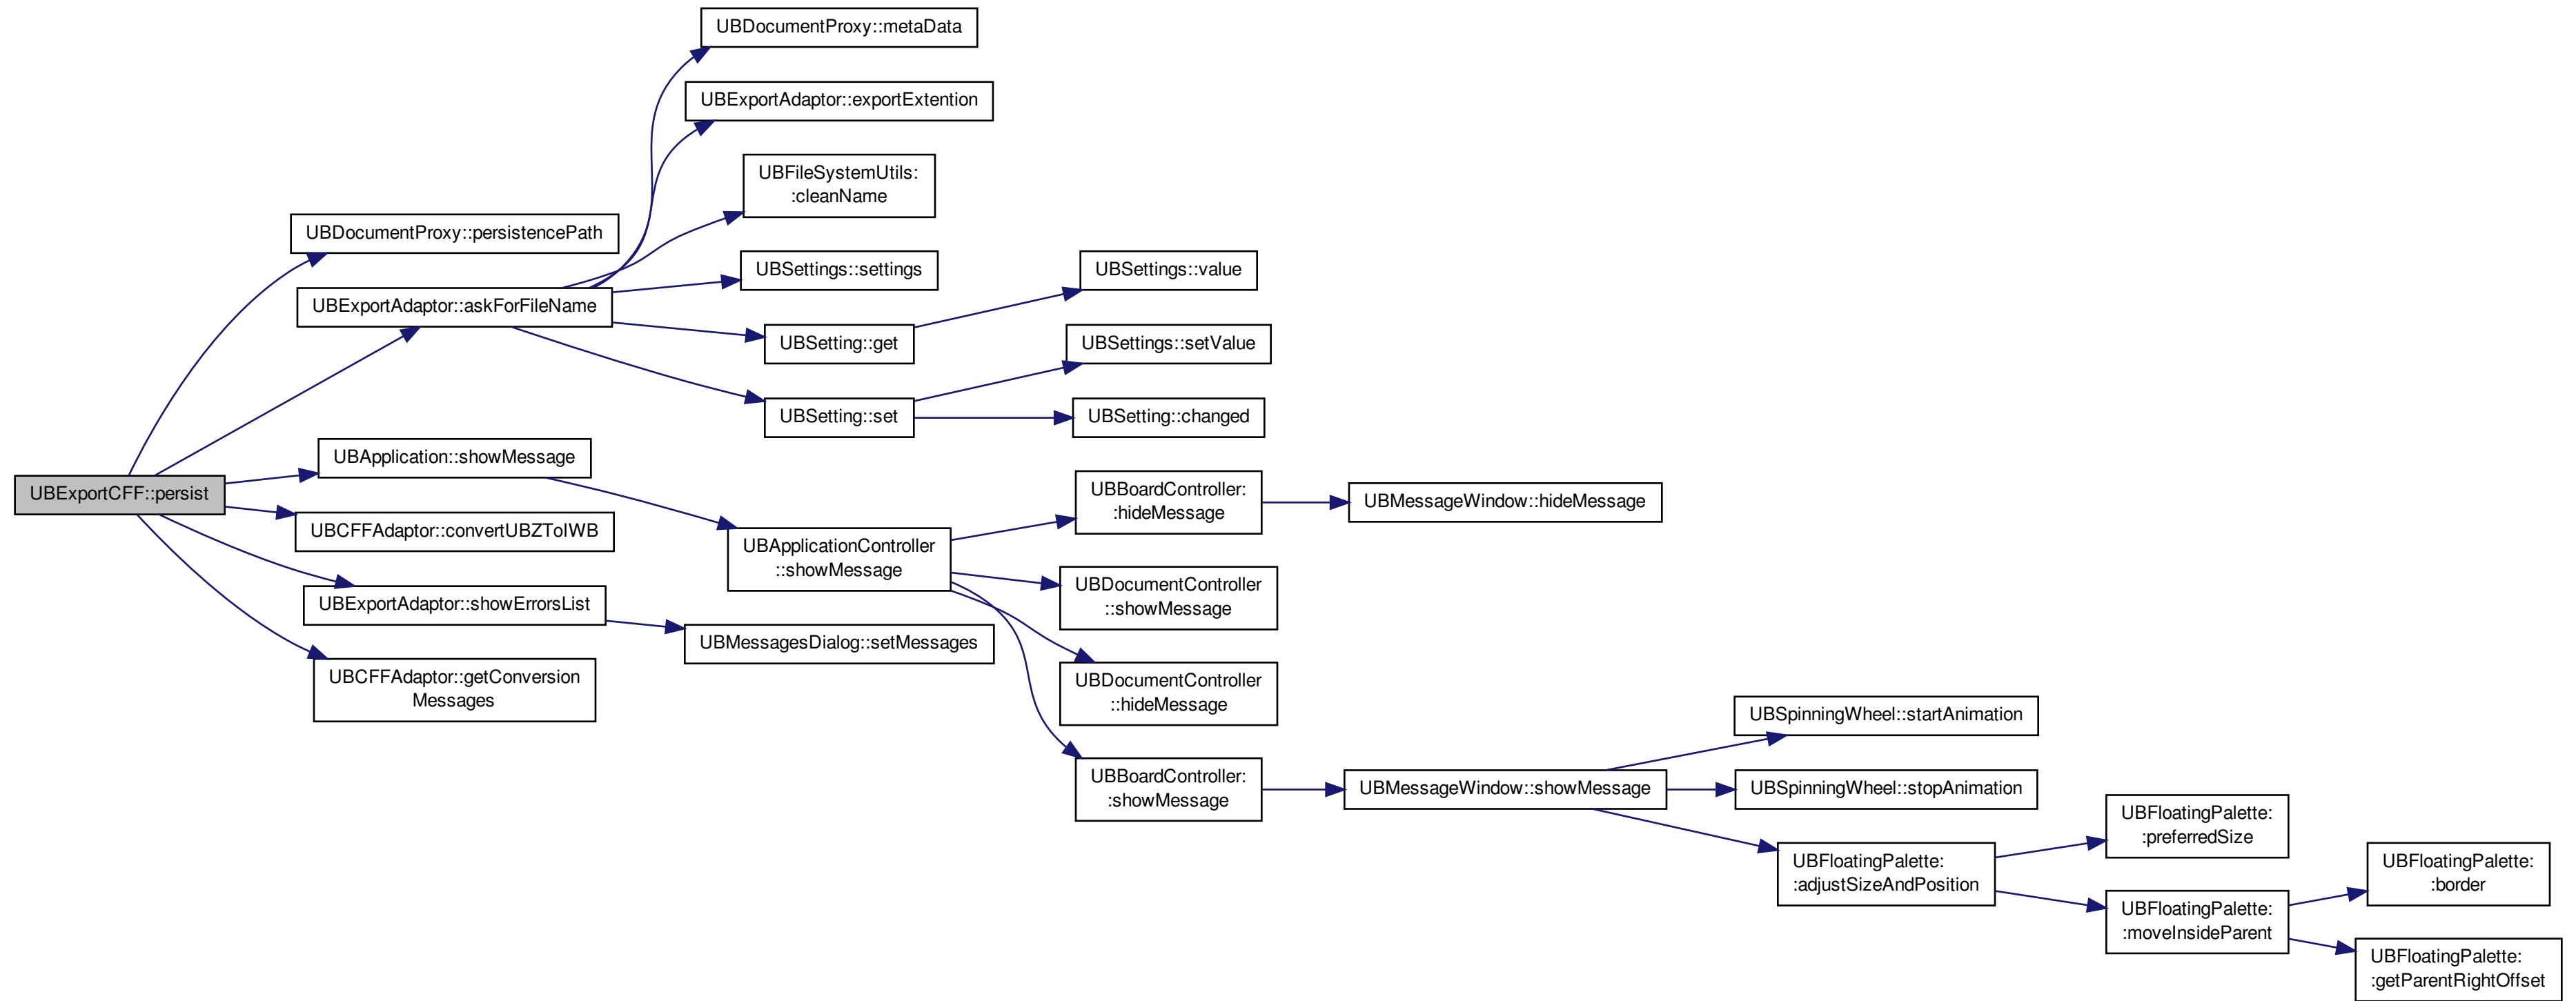 UBDocumentProxy::metaData
UBExportAdaptor::exportExtention
UBFileSystemUtils:
:cleanName
UBDocumentProxy::persistencePath
UBSettings::settings
UBSettings::value
UBExportAdaptor::askForFileName
UBSetting::get
UBSettings::setValue
UBSetting::set
UBSetting::changed
UBApplication::showMessage
UBExportCFF::persist
UBBoardController:
:hideMessage
UBMessageWindow::hideMessage
UBCFFAdaptor::convertUBZToIWB
UBApplicationController
::showMessage
UBDocumentController
::showMessage
UBExportAdaptor::showErrorsList
UBMessagesDialog::setMessages
UBCFFAdaptor::getConversion
Messages
UBDocumentController
::hideMessage
UBSpinningWheel::startAnimation
UBBoardController:
:showMessage
UBMessageWindow::showMessage
UBSpinningWheel::stopAnimation
UBFloatingPalette:
:preferredSize
UBFloatingPalette:
:adjustSizeAndPosition
UBFloatingPalette:
:border
UBFloatingPalette:
:moveInsideParent
UBFloatingPalette:
:getParentRightOffset